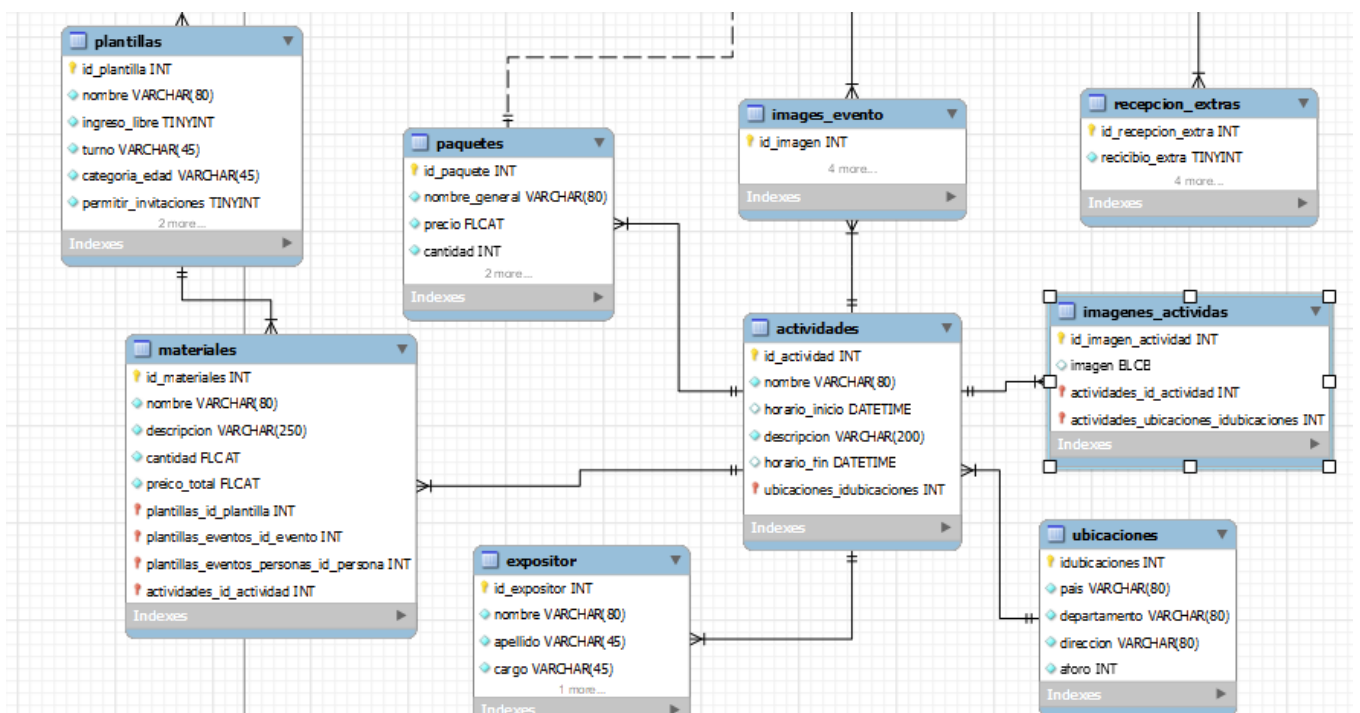 plantillas
id_plantilla INT
nombre VARCHAR(80)
ingreso_libre TINYINT
turno VARCHAR(45)
categoria_edad VARCHAR(45)
permitir_invitaciones TINYINT
2 more...
Indexes
paquetes
id_paquete INT
nombre_general VARCHAR(80)
precio FLOAT
cantidad INT
2 more...
Indexes
images_evento
id_imagen INT
4 more...
Indexes
recepcion_extras
id_recepcion_extra INT
recicibio_extra TINYINT
4 more...
Indexes
materiales
id_materiales INT
nombre VARCHAR(80)
descripcion VARCHAR(250)
cantidad FLOAT
preico_total FLOAT
plantillas_id_plantilla INT
plantillas_eventos_id_evento INT
plantillas_eventos_personas_id_persona INT
actividades_id_actividad INT
Indexes
actividades
id_actividad INT
nombre VARCHAR(80)
horario_inicio DATETIME
descripcion VARCHAR(200)
horario_fin DATETIME
ubicaciones_idubicaciones INT
Indexes
imagenes_activididas
id_imagen_actividad INT
imagen BLOB
actividades_id_actividad INT
actividades_ubicaciones_idubicaciones INT
Indexes
expositor
id_expositor INT
nombre VARCHAR(80)
apellido VARCHAR(45)
cargo VARCHAR(45)
1 more...
Indexes
ubicaciones
idubicaciones INT
pais VARCHAR(80)
departamento VARCHAR(80)
direccion VARCHAR(80)
aforo INT
Indexes